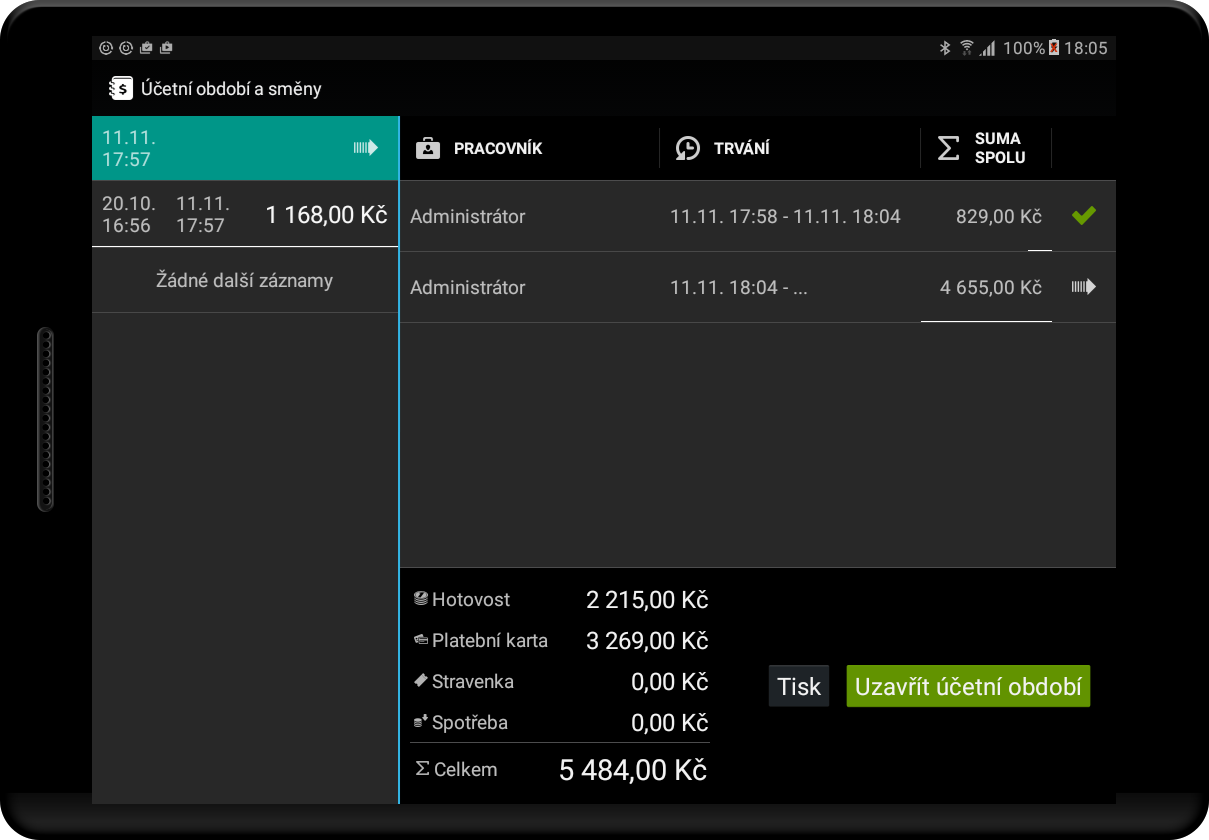 100% 18:05
Účetní období a směny
11.11.
17:57
20.10. 11.11. 1 168,00 Kč
16:56 17:57
Žádné další záznamy
PRACOVNÍK TRVÁNÍ SUMA
SPOLU
Administrátor 11.11. 17:58 - 11.11. 18:04 829,00 Kč
Administrátor 11.11. 18:04 - ... 4 655,00 Kč
Hotovost 2 215,00 Kč
Platební karta 3 269,00 Kč
Stravenka 0,00 Kč
Spotřeba 0,00 Kč
Celkem 5 484,00 Kč
Tisk Uzavřít účetní období